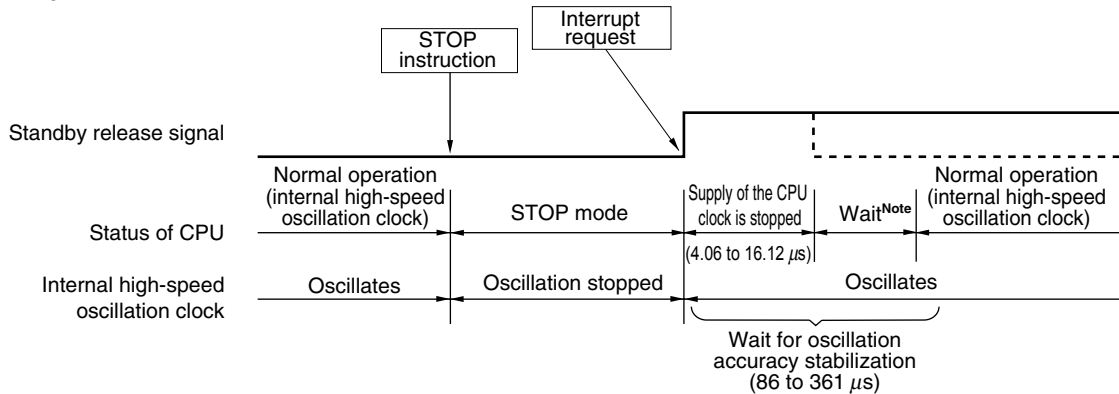 Interrupt
request
STOP
instruction
Standby release signal
Normal operation
(internal high-speed
oscillation clock)
Supply of the CPU
clock is stopped
Normal operation
(internal high-speed
oscillation clock)
STOP mode
WaitNote
Status of CPU
(4.06 to 16.12 μs)
Internal high-speed
oscillation clock
Oscillates
Oscillation stopped
Oscillates
Wait for oscillation
accuracy stabilization
(86 to 361 μs)